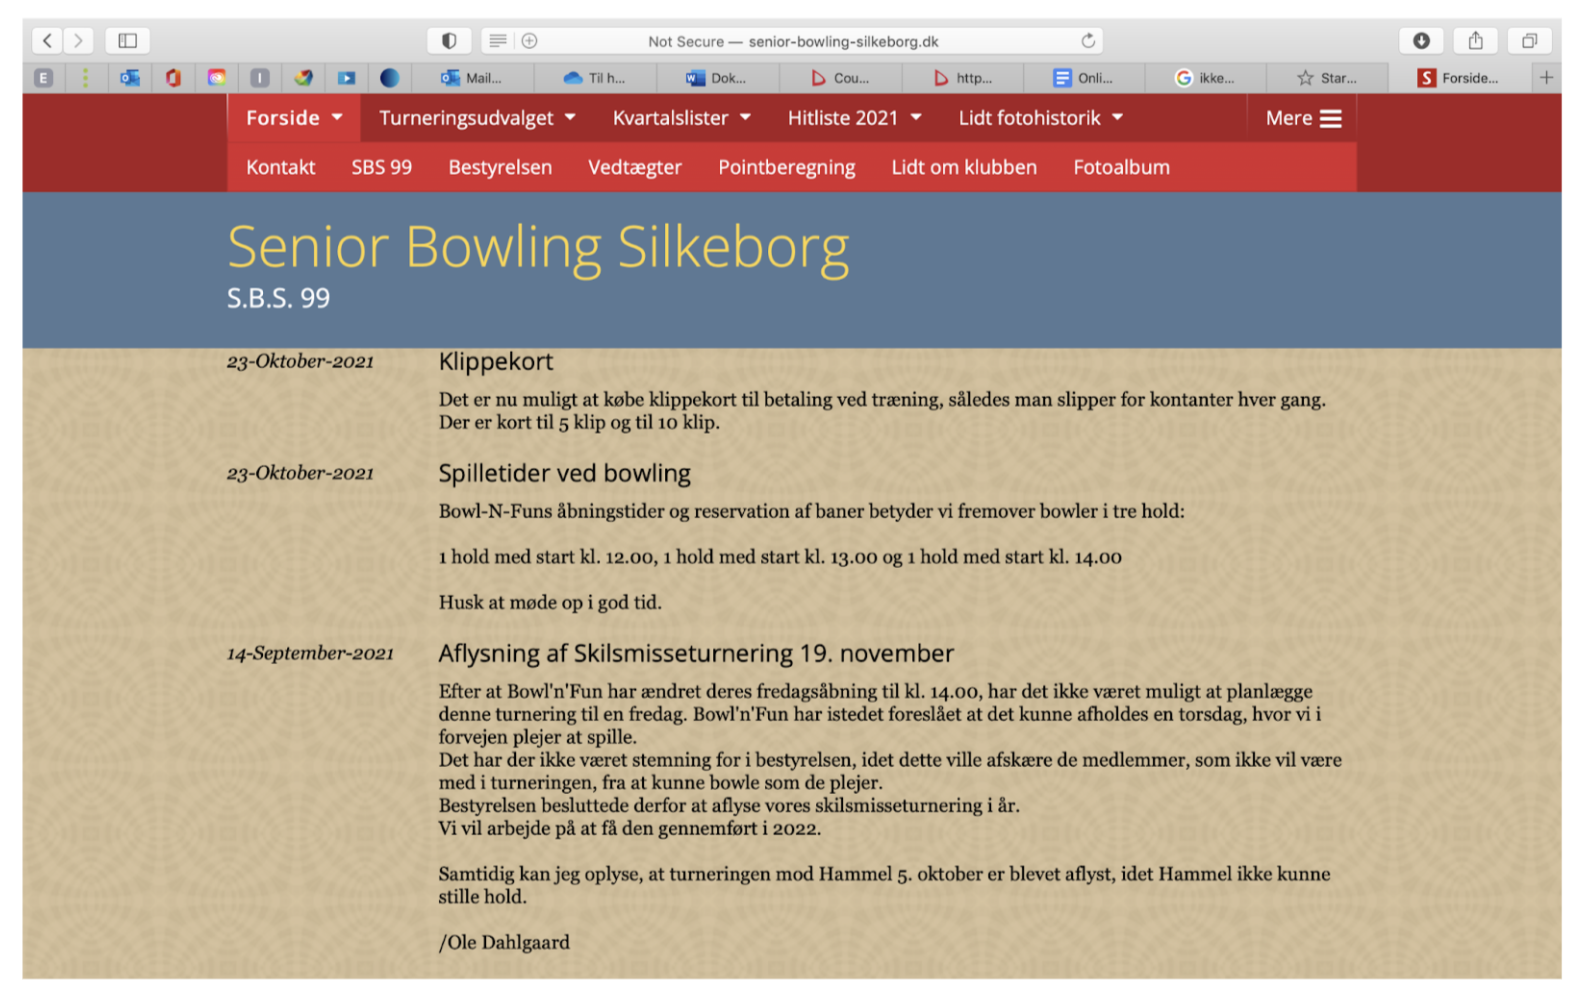 Not Secure — senior-bowling-silkeborg.dk
E
I
Mail...
Til h...
W Dok...
Cou...
http...
Onli...
G ikke...
Star...
S Forside...
Forside Turneringsudvalget Kvartalslister Hitliste 2021 Lidt fotohistorik Mere
Kontakt SBS 99 Bestyrelsen Vedtægter Pointberegning Lidt om klubben Fotoalbum
Senior Bowling Silkeborg
S.B.S. 99
23-Oktober-2021 Klippekort
Det er nu muligt at købe klippekort til betaling ved træning, således man slipper for kontanter hver gang.
Der er kort til 5 klip og til 10 klip.
23-Oktober-2021 Spilletider ved bowling
Bowl-N-Funs åbningstider og reservation af baner betyder vi fremover bowler i tre hold:
1 hold med start kl. 12.00, 1 hold med start kl. 13.00 og 1 hold med start kl. 14.00
Husk at møde op i god tid.
14-September-2021 Aflysning af Skilsmisseturnering 19. november
Efter at Bowl'n'Fun har ændret deres fredagsåbning til kl. 14.00, har det ikke været muligt at planlægge
denne turnering til en fredag. Bowl'n'Fun har istedet foreslået at det kunne afholdes en torsdag, hvor vi i
forvejen plejer at spille.
Det har der ikke været stemning for i bestyrelsen, idet dette ville afskære de medlemmer, som ikke vil være
med i turneringen, fra at kunne bowle som de plejer.
Bestyrelsen besluttede derfor at aflyse vores skilsmisseturnering i år.
Vi vil arbejde på at få den gennemført i 2022.
Samtidig kan jeg oplyse, at turneringen mod Hammel 5. oktober er blevet aflyst, idet Hammel ikke kunne
stille hold.
/Ole Dahlgaard